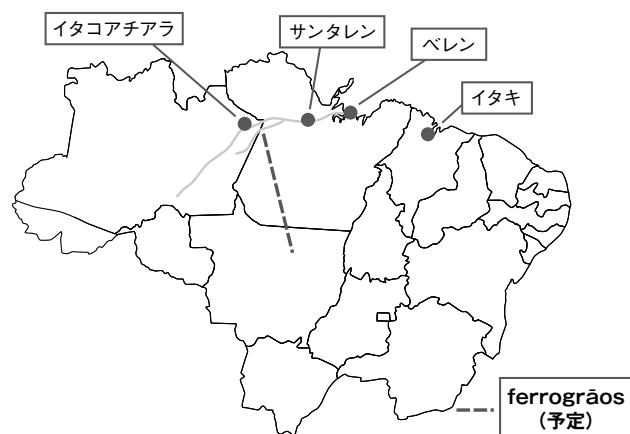 イタコアチアラ
サンタレン
ベレン
イタキ
ferrogrāos
(予定)